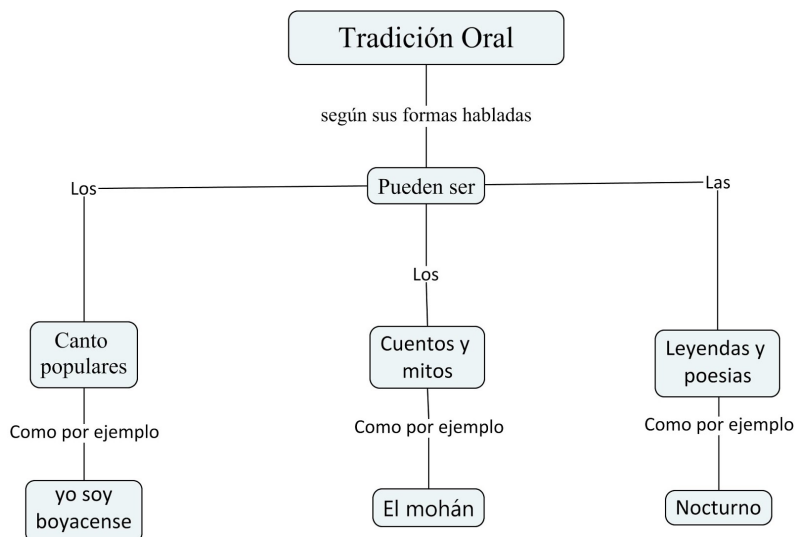 Tradición Oral
según sus formas habladas
Pueden ser
Los
Las
Los
Canto
populares
Cuentos y
mitos
Leyendas y
poesias
Como por ejemplo
Como por ejemplo
Como por ejemplo
yo soy
boyacense
El mohán
Nocturno